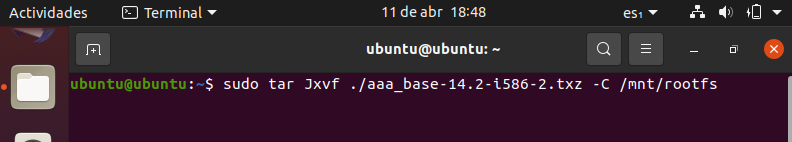 Actividades Terminal 11 de abr 18:48 es₁
ubuntu@ubuntu: ~
ubuntu@ubuntu:~$ sudo tar Jxvf ./aaa_base-14.2-i586-2.txz -C /mnt/rootfs